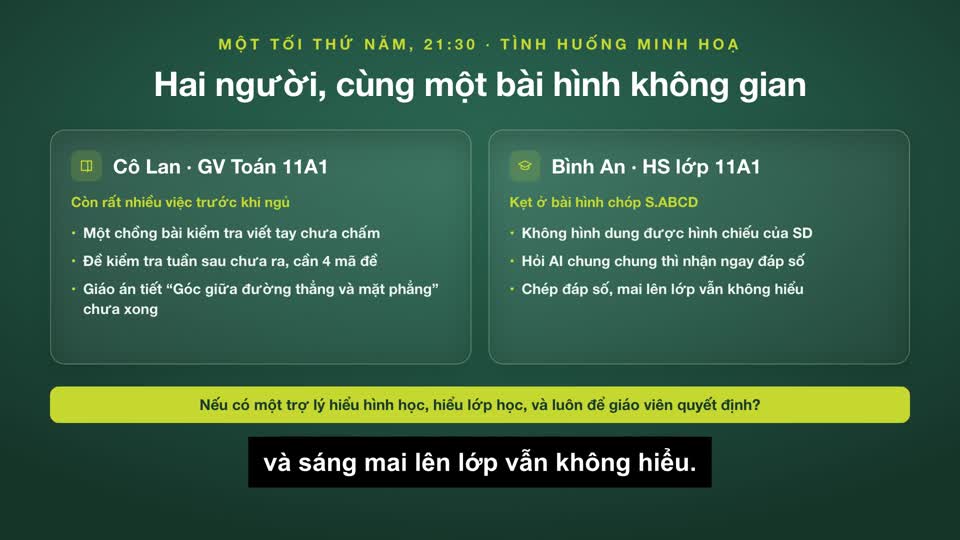 MỘT TỐI THỨ NĂM, 21:30 · TÌNH HUỐNG MINH HOẠ
Hai người, cùng một bài hình không gian
Cô Lan · GV Toán 11A1
Còn rất nhiều việc trước khi ngủ
• Một chồng bài kiểm tra viết tay chưa chấm
• Đề kiểm tra tuần sau chưa ra, cần 4 mã đề
• Giáo án tiết “Góc giữa đường thẳng và mặt phẳng”
chưa xong
Bình An · HS lớp 11A1
Kẹt ở bài hình chóp S.ABCD
• Không hình dung được hình chiếu của SD
• Hỏi AI chung chung thì nhận ngay đáp số
• Chép đáp số, mai lên lớp vẫn không hiểu
Nếu có một trợ lý hiểu hình học, hiểu lớp học, và luôn để giáo viên quyết định?
và sáng mai lên lớp vẫn không hiểu.